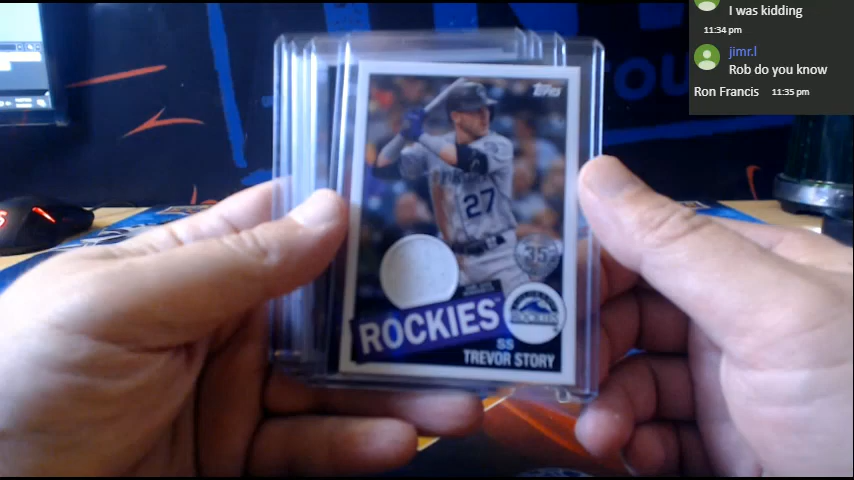 I was kidding
11:34 pm
jimr.l
Rob do you know
Ron Francis 11:35 pm
Topps
27
35
ROCKIES
ROCKIES
SS
TREVOR STORY